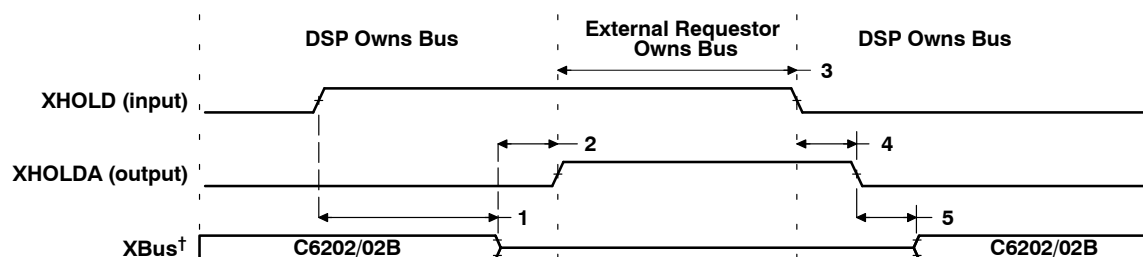 DSP Owns Bus
External Requestor
Owns Bus
DSP Owns Bus
3
XHOLD (input)
2
4
XHOLDA (output)
1
5
XBus†
C6202/02B
C6202/02B